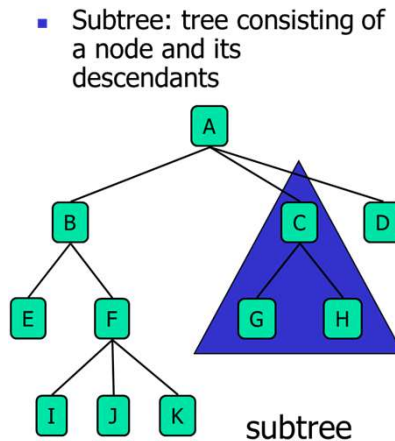 Subtree: tree consisting of
a node and its
descendants
A
B C D
E F G H
I J K
subtree